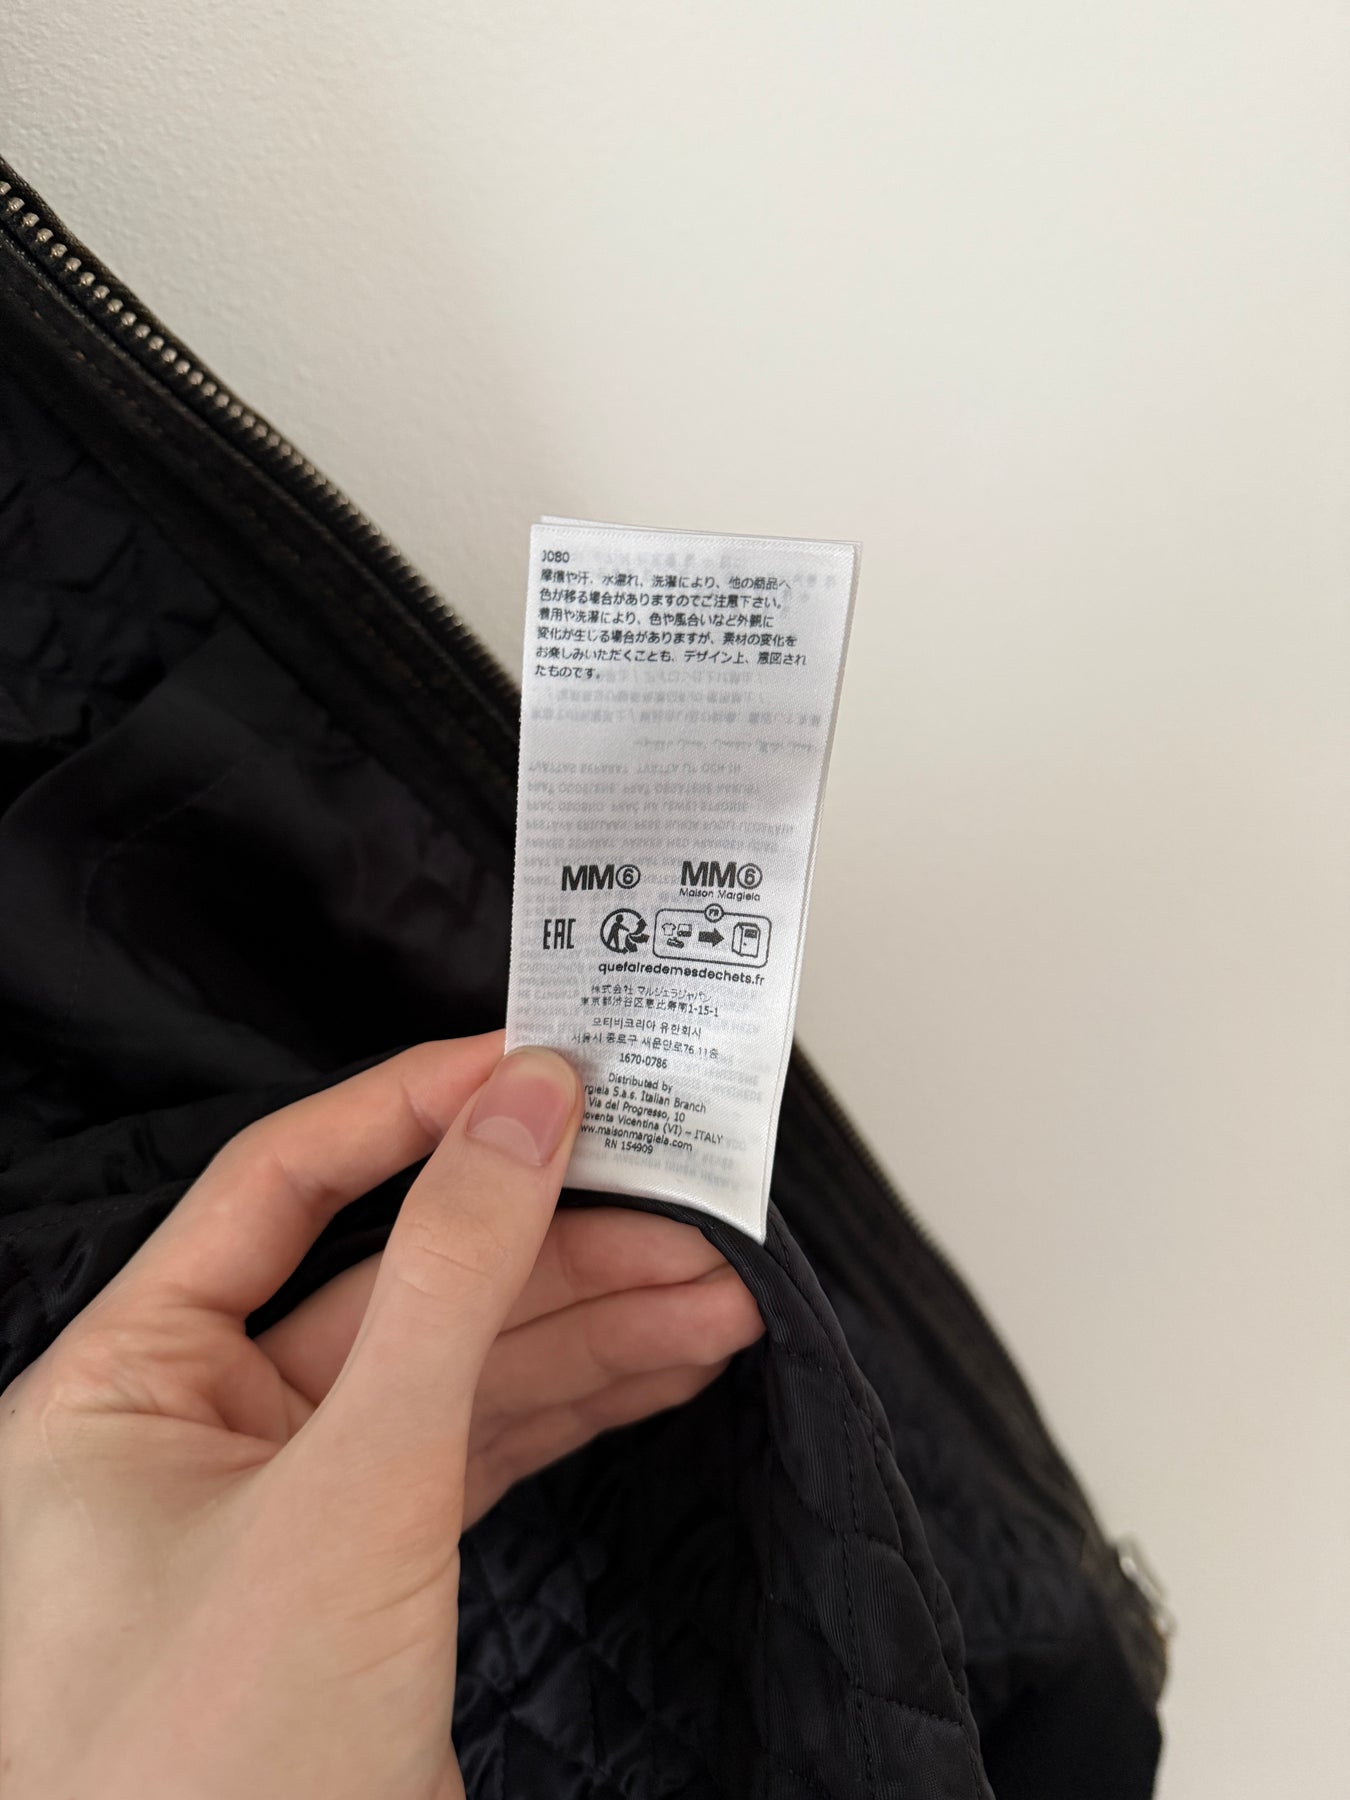 J080
摩擦や汗、水濡れ、洗濯により、他の商品へ
色が移る場合がありますのでご注意下さい。
着用や洗濯により、色や風合いなど外観に
変化が生じる場合がありますが、素材の変化を
お楽しみいただくことも、デザイン上、意図され
たものです。
MM6 MM6
Maison Margiela
EAC
FR
quefairedemesdechets.fr
株式会社 マルジェラジャパン
東京都渋谷区恵比寿南1-15-1
오티비코리아 유한회사
서울시 종로구 새문안로76 11층
1670-0786
Distributed by
rgiela S.a.s. Italian Branch
Via del Progresso, 10
oventa Vicentina (VI) – ITALY
ww.maisonmargiela.com
RN 154909